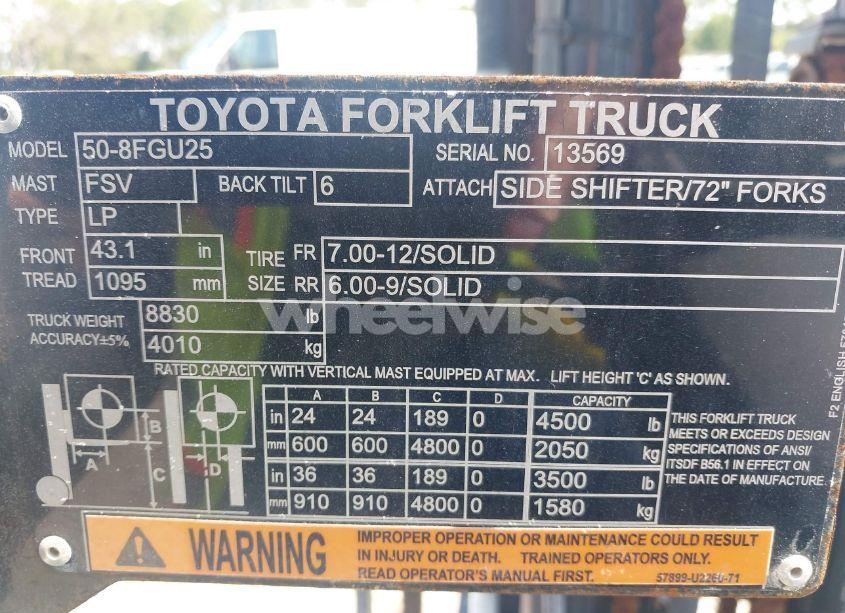 TOYOTA FORKLIFT TRUCK
MODEL 50-8FGU25 SERIAL NO. 13569
MAST FSV BACK TILT 6 ATTACH SIDE SHIFTER/72" FORKS
TYPE LP
FRONT TREAD 43.1 in 1095 mm
TIRE SIZE FR 7.00-12/SOLID
RR 6.00-9/SOLID
TRUCK WEIGHT 8830 lb
ACCURACY±5% 4010 kg
wheelwise
RATED CAPACITY WITH VERTICAL MAST EQUIPPED AT MAX. LIFT HEIGHT 'C' AS SHOWN.
A B C D CAPACITY
in 24 24 189 0 4500 lb
mm 600 600 4800 0 2050 kg
in 36 36 189 0 3500 lb
mm 910 910 4800 0 1580 kg
A B C D
THIS FORKLIFT TRUCK
MEETS OR EXCEEDS DESIGN
SPECIFICATIONS OF ANSI/
ITSDF B56.1 IN EFFECT ON
THE DATE OF MANUFACTURE.
F2 ENGLISH
WARNING
IMPROPER OPERATION OR MAINTENANCE COULD RESULT
IN INJURY OR DEATH. TRAINED OPERATORS ONLY.
READ OPERATOR'S MANUAL FIRST. 57899-U2260-71